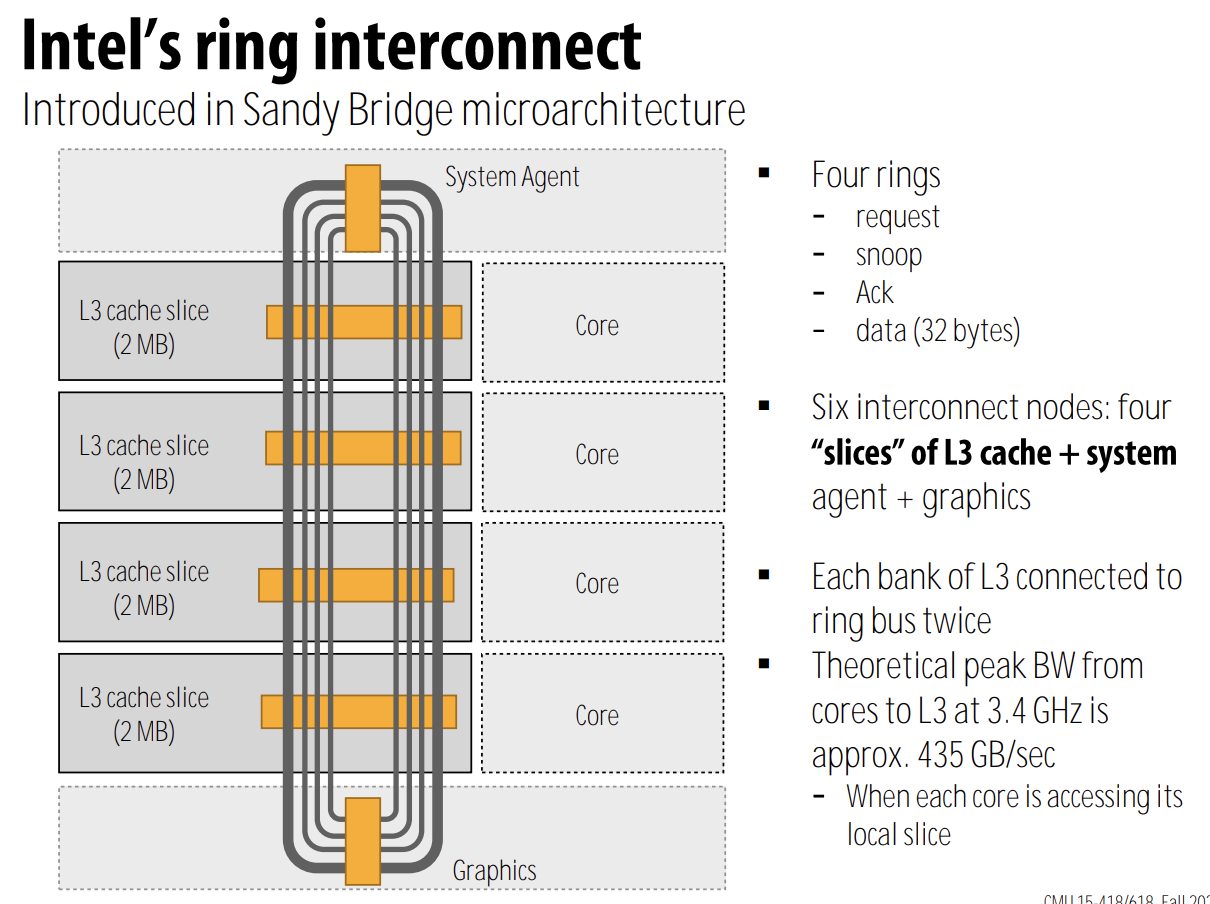 Intel's ring interconnect
Introduced in Sandy Bridge microarchitecture
System Agent
L3 cache slice
(2 MB)
Core
L3 cache slice
(2 MB)
Core
L3 cache slice
(2 MB)
Core
L3 cache slice
(2 MB)
Core
Graphics
▪ Four rings
- request
- snoop
- Ack
- data (32 bytes)
▪ Six interconnect nodes: four
“slices” of L3 cache + system
agent + graphics
▪ Each bank of L3 connected to
ring bus twice
▪ Theoretical peak BW from
cores to L3 at 3.4 GHz is
approx. 435 GB/sec
- When each core is accessing its
local slice
CMU 15-418/618, Fall